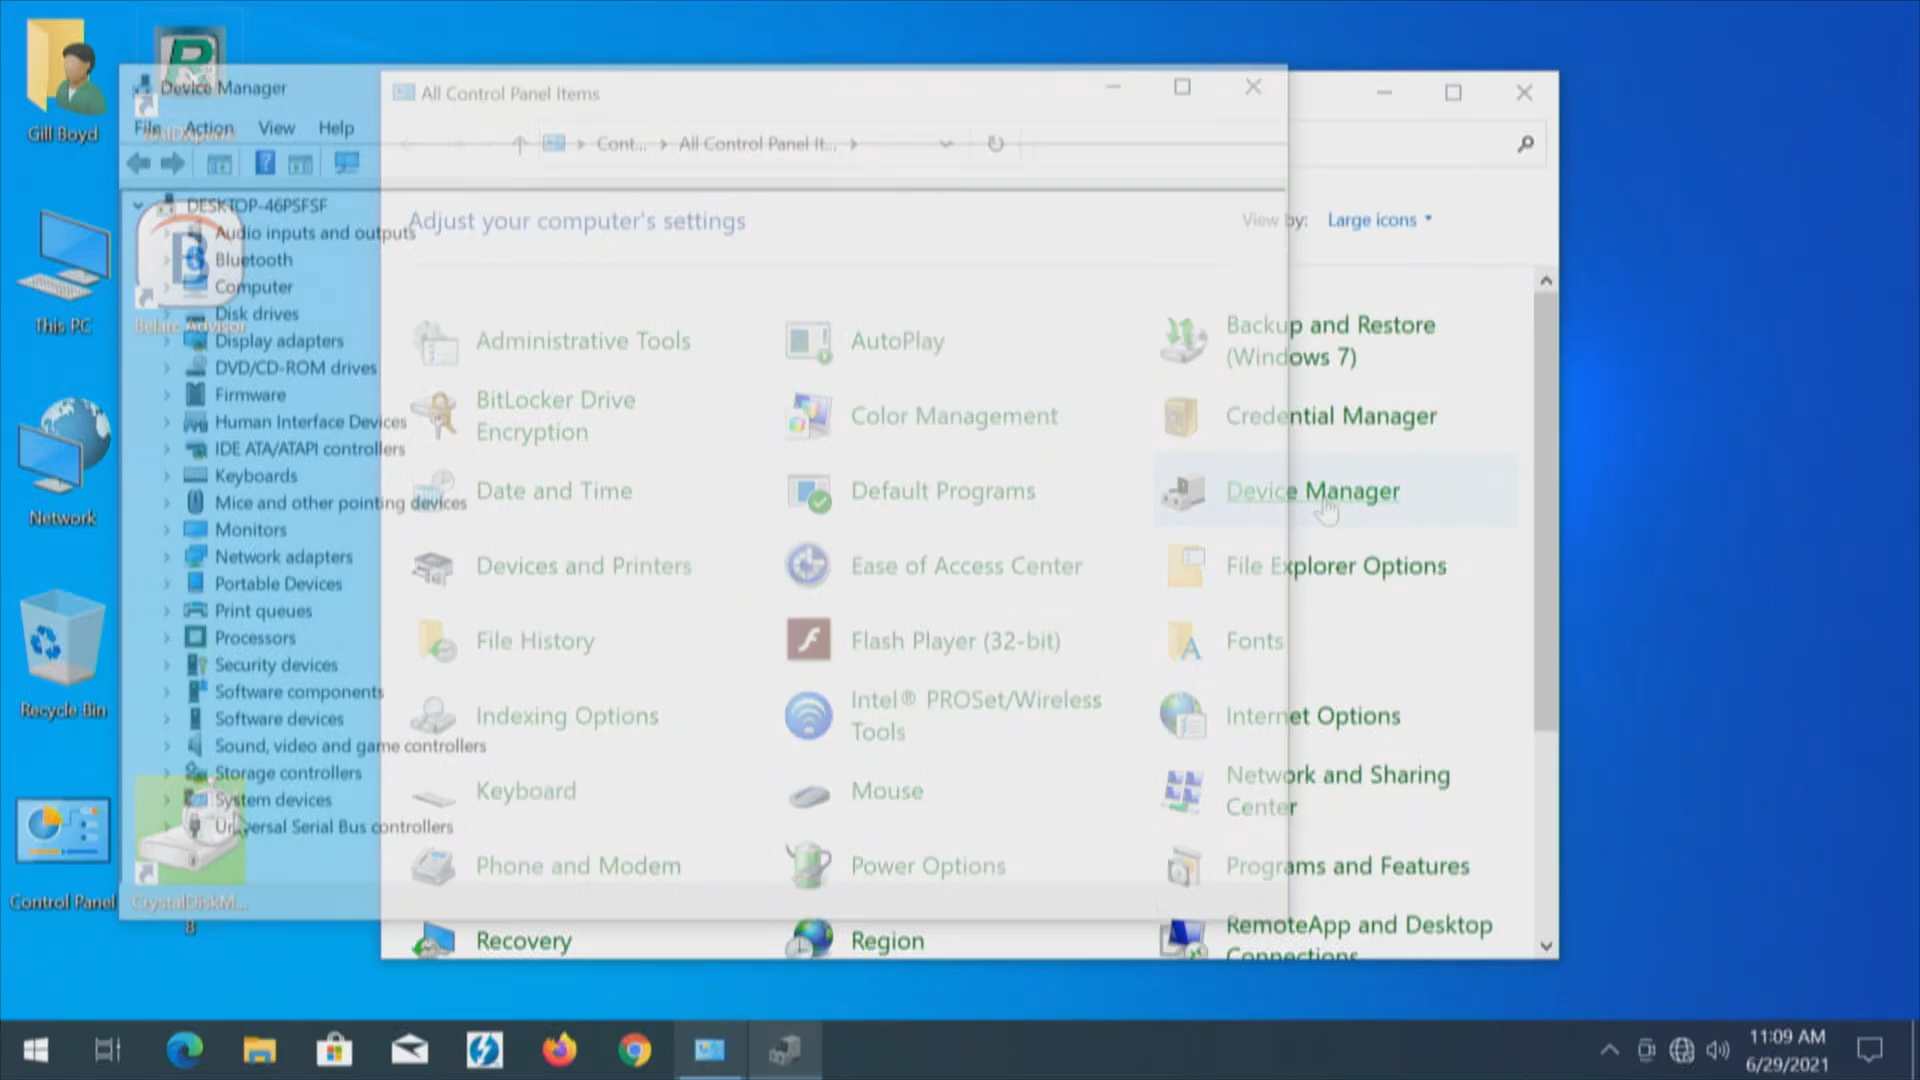 Gill Boyd
This PC
Network
Recycle Bin
Control Panel
Belarc Advisor
CrystalDiskM...
8
Device Manager
File Action View Help
DESKTOP-46PSFSF
Audio inputs and outputs
Bluetooth
Computer
Disk drives
Display adapters
DVD/CD-ROM drives
Firmware
Human Interface Devices
IDE ATA/ATAPI controllers
Keyboards
Mice and other pointing devices
Monitors
Network adapters
Portable Devices
Print queues
Processors
Security devices
Software components
Software devices
Sound, video and game controllers
Storage controllers
System devices
Universal Serial Bus controllers
All Control Panel Items
Cont... All Control Panel It...
Adjust your computer's settings
View by: Large icons
Administrative Tools
AutoPlay
Backup and Restore
(Windows 7)
BitLocker Drive
Encryption
Color Management
Credential Manager
Date and Time
Default Programs
Device Manager
Devices and Printers
Ease of Access Center
File Explorer Options
File History
Flash Player (32-bit)
Fonts
Indexing Options
Intel® PROSet/Wireless
Tools
Internet Options
Keyboard
Mouse
Network and Sharing
Center
Phone and Modem
Power Options
Programs and Features
Recovery
Region
RemoteApp and Desktop
Connections
11:09 AM
6/29/2021